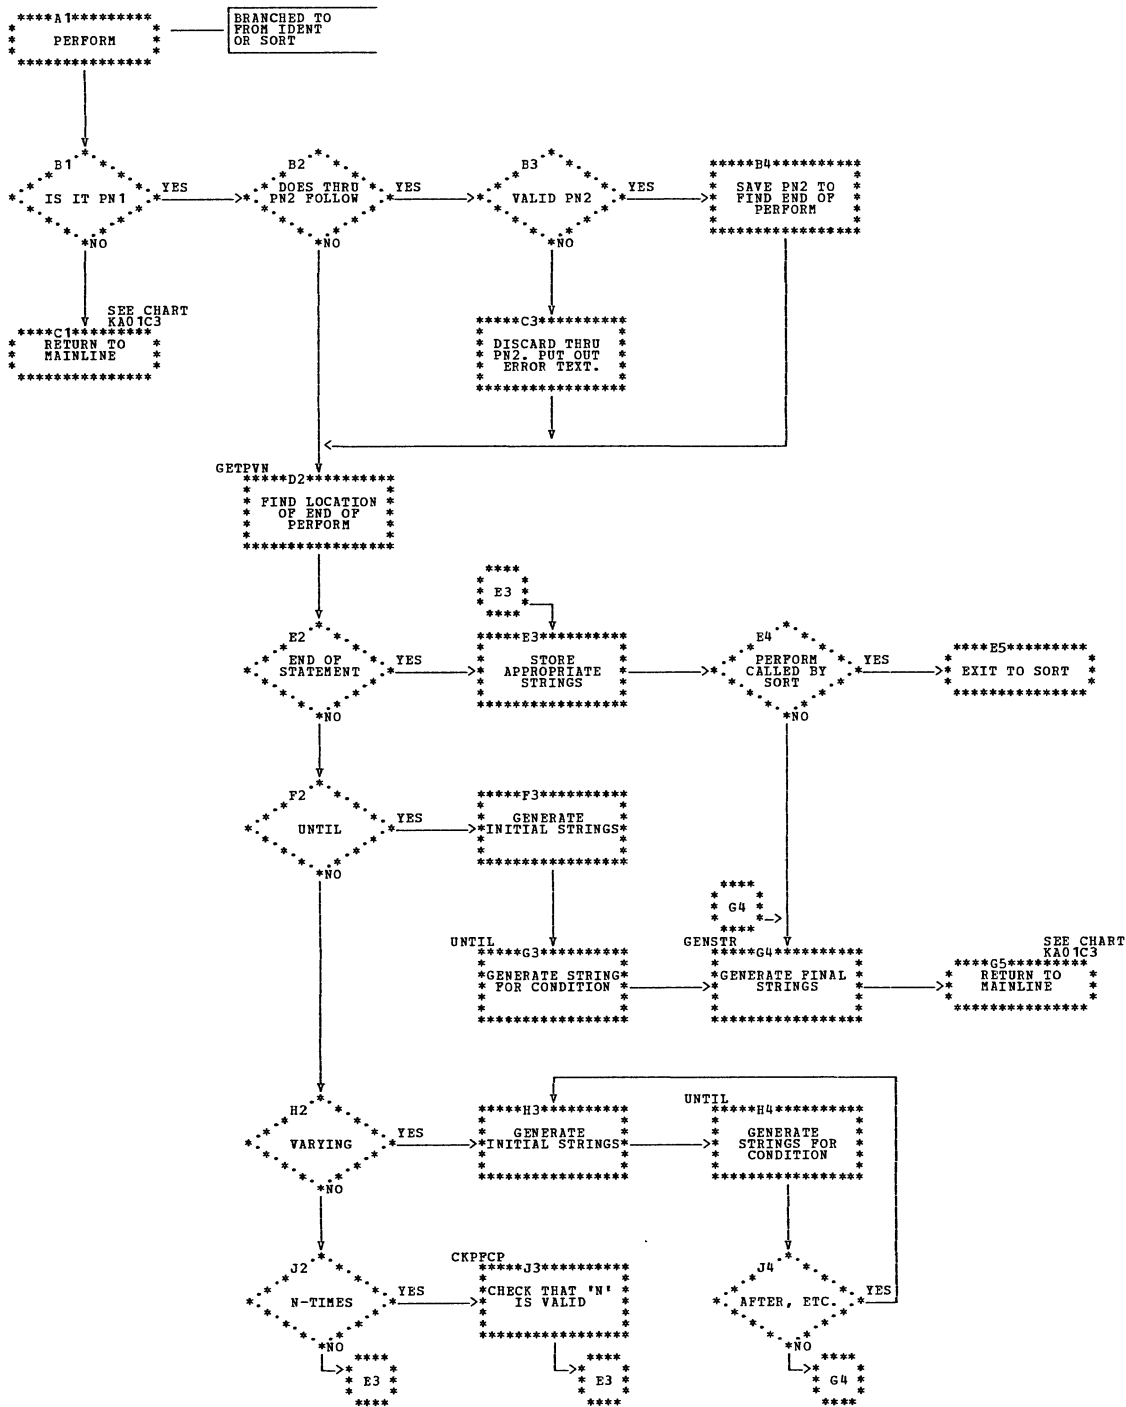 ****A1*********
PERFORM
BRANCHED TO
FROM IDENT
OR SORT
B1
IS IT PN1
YES
NO
B2
DOES THRU
PN2 FOLLOW
YES
NO
B3
VALID PN2
YES
NO
*****B4**********
SAVE PN2 TO
FIND END OF
PERFORM
SEE CHART
KA01C3
****C1*********
RETURN TO
MAINLINE
*****C3**********
DISCARD THRU
PN2. PUT OUT
ERROR TEXT.
GETPVN
*****D2**********
FIND LOCATION
OF END OF
PERFORM
E3
E2
END OF
STATEMENT
YES
NO
*****E3**********
STORE
APPROPRIATE
STRINGS
E4
PERFORM
CALLED BY
SORT
YES
NO
****E5*********
EXIT TO SORT
F2
UNTIL
YES
NO
*****F3**********
GENERATE
INITIAL STRINGS
G4
UNTIL
*****G3**********
GENERATE STRING
FOR CONDITION
GENSTR
*****G4**********
GENERATE FINAL
STRINGS
SEE CHART
KA01C3
****G5*********
RETURN TO
MAINLINE
H2
VARYING
YES
NO
*****H3**********
GENERATE
INITIAL STRINGS
UNTIL
*****H4**********
GENERATE
STRINGS FOR
CONDITION
J2
N-TIMES
YES
NO
CKPFCP
*****J3**********
CHECK THAT 'N'
IS VALID
J4
AFTER, ETC.
YES
NO
E3
E3
G4